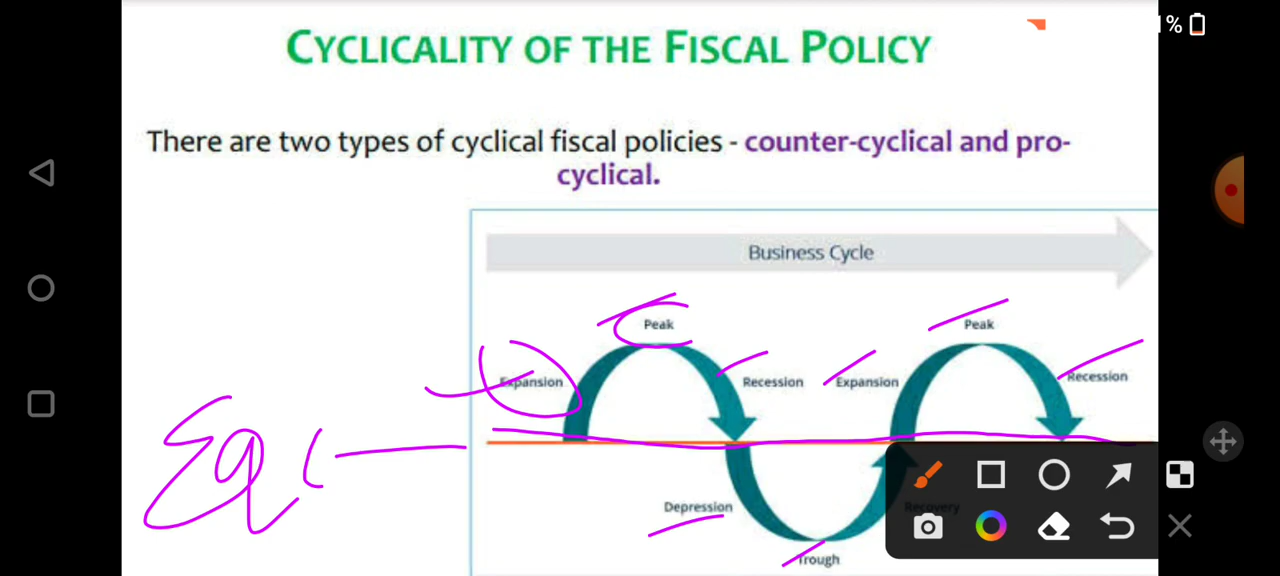 CYCLICALITY OF THE FISCAL POLICY
There are two types of cyclical fiscal policies - counter-cyclical and pro-
cyclical.
Business Cycle
Peak
Peak
Expansion
Recession
Expansion
Recession
Depression
Recovery
Trough